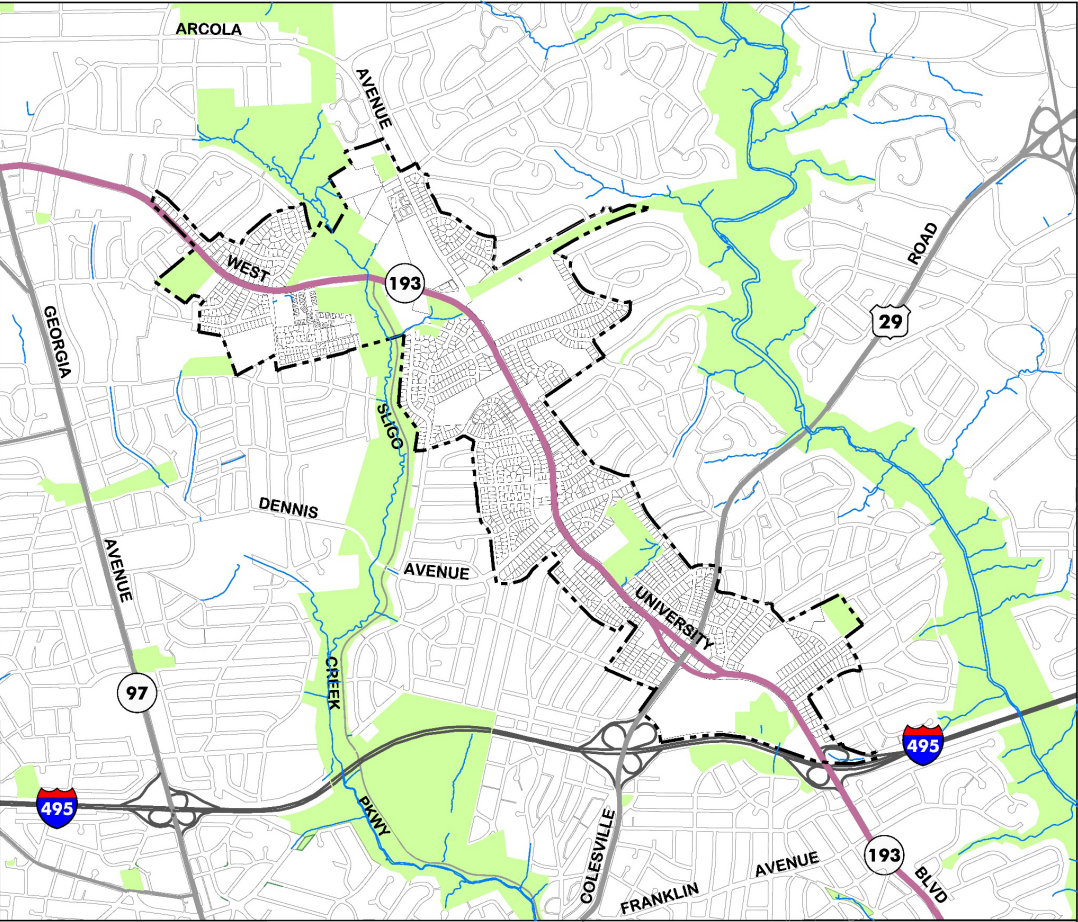 ARCOLA
AVENUE
WEST
193
ROAD
29
GEORGIA
SLIGO
DENNIS
AVENUE
AVENUE
UNIVERSITY
CREEK
97
495
495
PKWY
COLESVILLE
193
AVENUE
FRANKLIN
BLVD